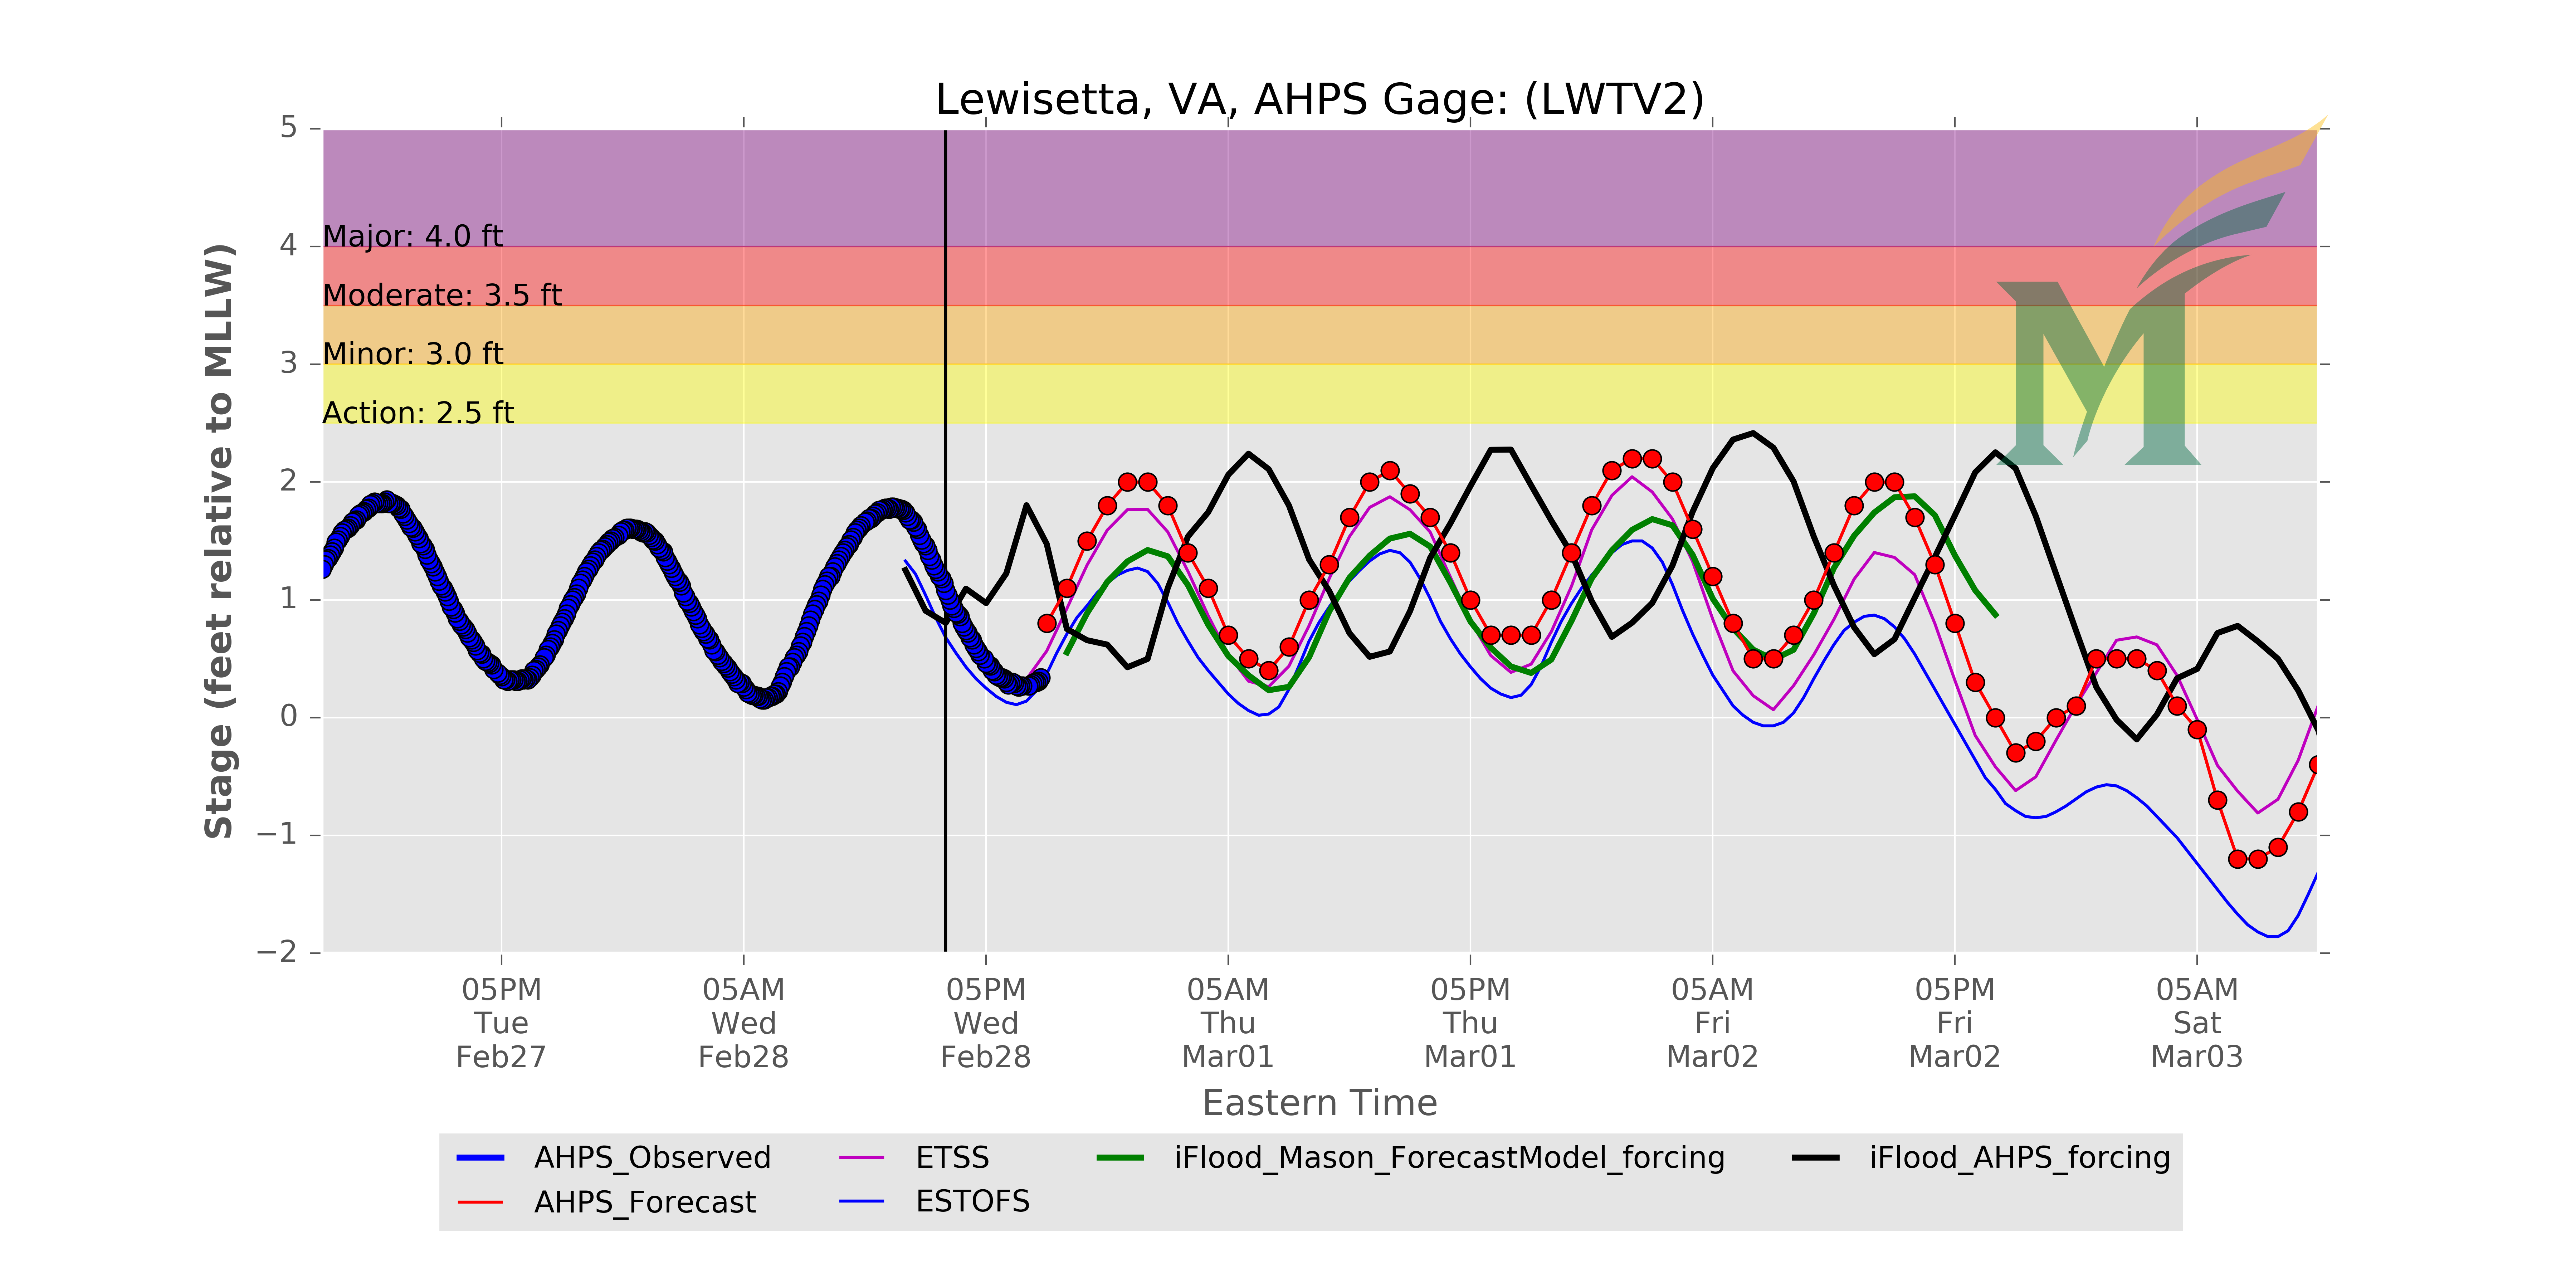 Lewisetta, VA, AHPS Gage: (LWTV2)
Stage (feet relative to MLLW)
5
4
3
2
1
0
−1
−2
Major: 4.0 ft
Moderate: 3.5 ft
Minor: 3.0 ft
Action: 2.5 ft
M
05PM Tue Feb27
05AM Wed Feb28
05PM Wed Feb28
05AM Thu Mar01
05PM Thu Mar01
05AM Fri Mar02
05PM Fri Mar02
05AM Sat Mar03
Eastern Time
AHPS_Observed
AHPS_Forecast
ETSS
ESTOFS
iFlood_Mason_ForecastModel_forcing
iFlood_AHPS_forcing